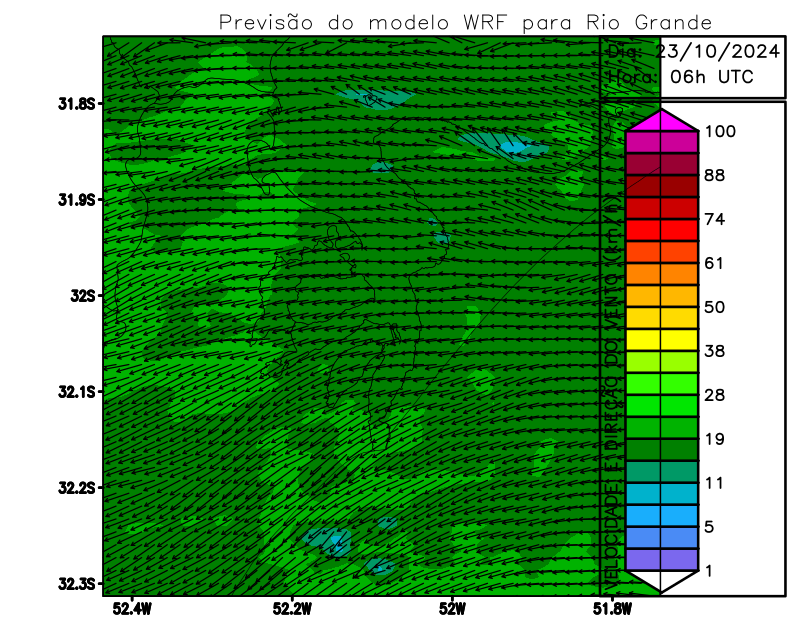 Previsão do modelo WRF para Rio Grande
Dia: 23/10/2024
Hora: 06h UTC
31.8S
31.9S
32S
32.1S
32.2S
32.3S
52.4W
52.2W
52W
51.8W
VELOCIDADE E DIREÇÃO DO VENTO (km/h)
100
88
74
61
50
38
28
19
11
5
1